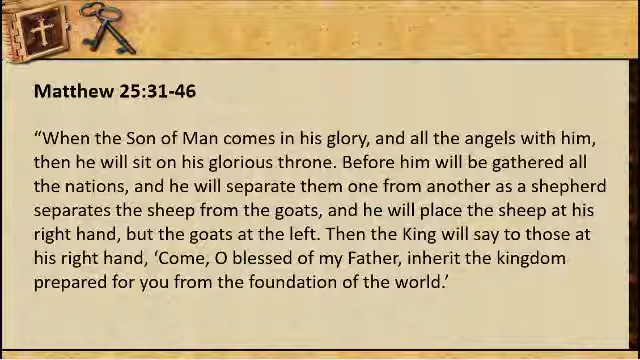 Matthew 25:31-46
“When the Son of Man comes in his glory, and all the angels with him,
then he will sit on his glorious throne. Before him will be gathered all
the nations, and he will separate them one from another as a shepherd
separates the sheep from the goats, and he will place the sheep at his
right hand, but the goats at the left. Then the King will say to those at
his right hand, ‘Come, O blessed of my Father, inherit the kingdom
prepared for you from the foundation of the world.’